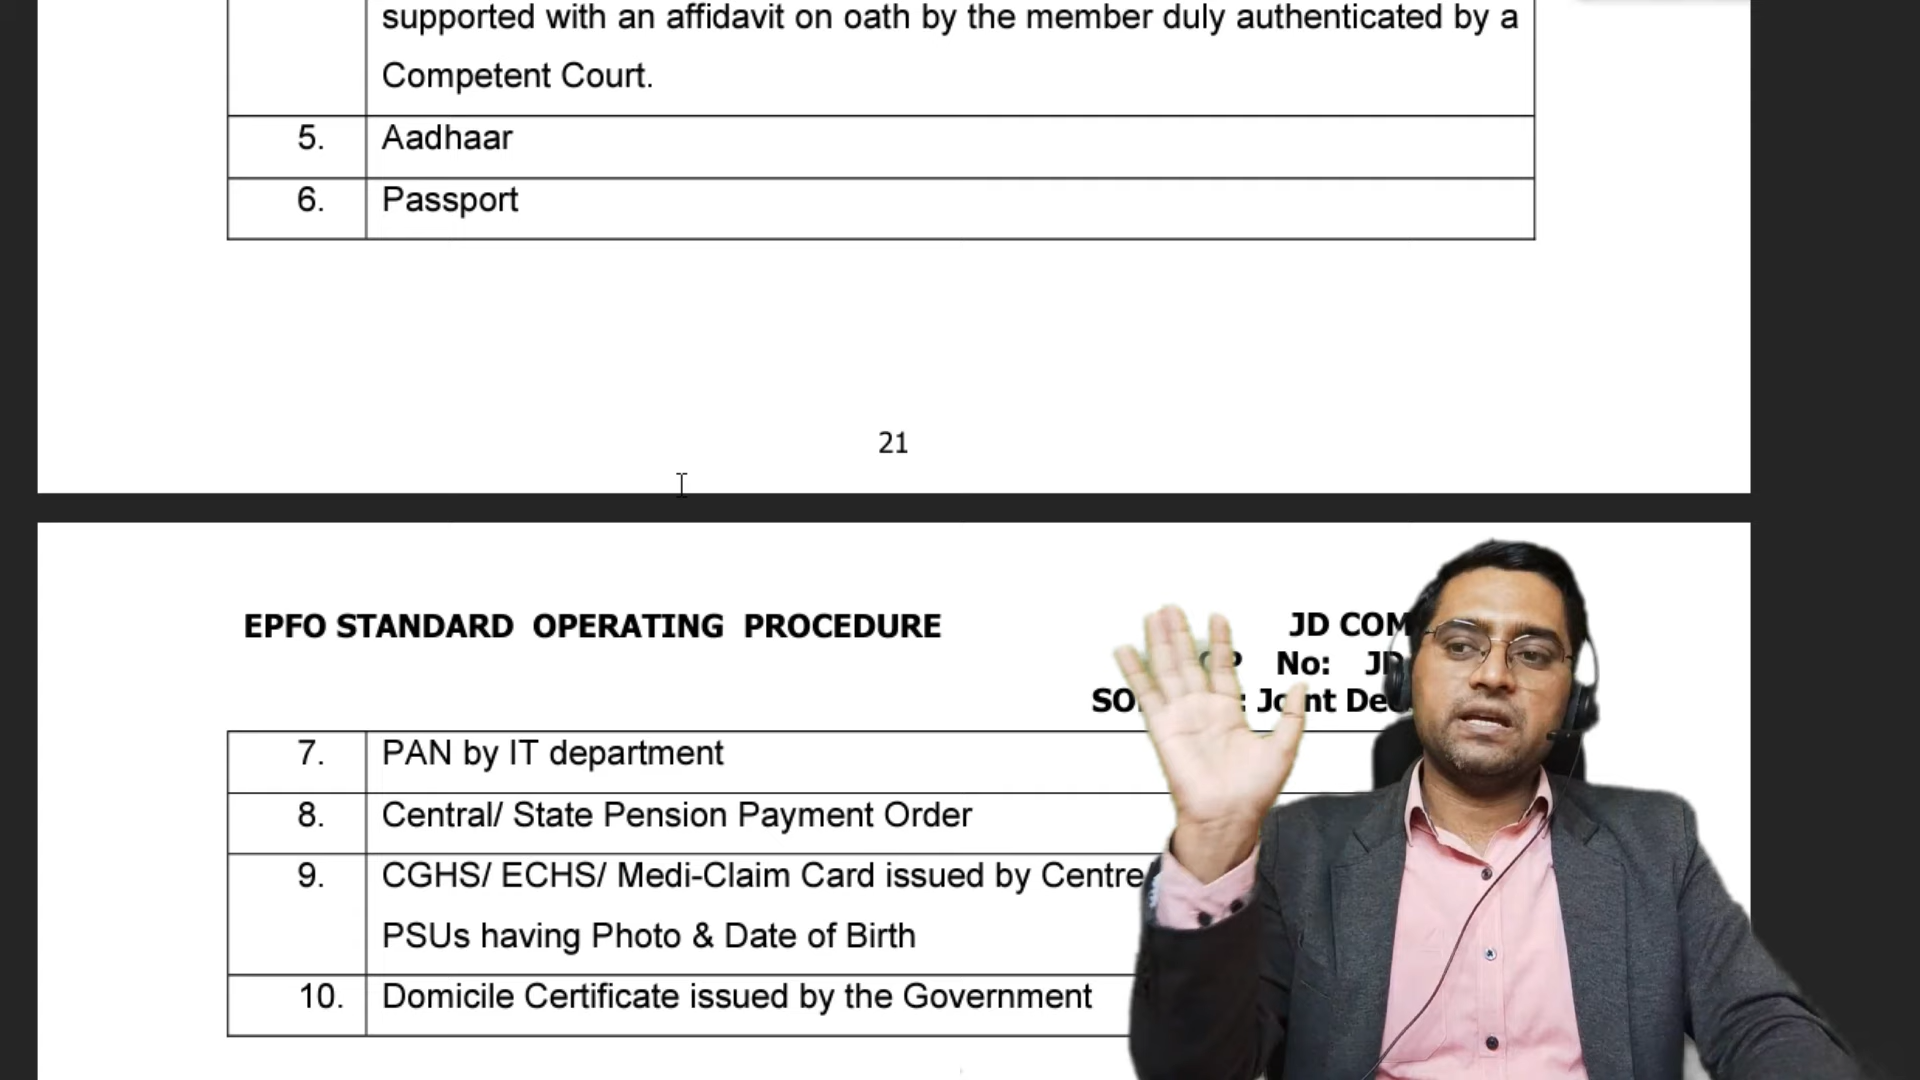 supported with an affidavit on oath by the member duly authenticated by a
Competent Court.
5. Aadhaar
6. Passport
21
EPFO STANDARD OPERATING PROCEDURE
JD COM
No: JD
: Joint Dec
7. PAN by IT department
8. Central/ State Pension Payment Order
9. CGHS/ ECHS/ Medi-Claim Card issued by Centre
PSUs having Photo & Date of Birth
10. Domicile Certificate issued by the Government